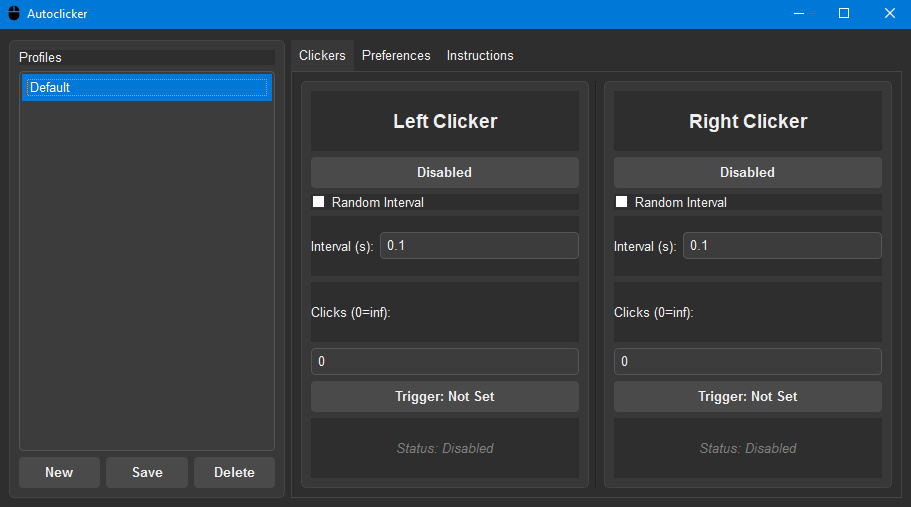 Autoclicker
Profiles
Default
New Save Delete
Clickers Preferences Instructions
Left Clicker
Disabled
Random Interval
Interval (s): 0.1
Clicks (0=inf):
0
Trigger: Not Set
Status: Disabled
Right Clicker
Disabled
Random Interval
Interval (s): 0.1
Clicks (0=inf):
0
Trigger: Not Set
Status: Disabled